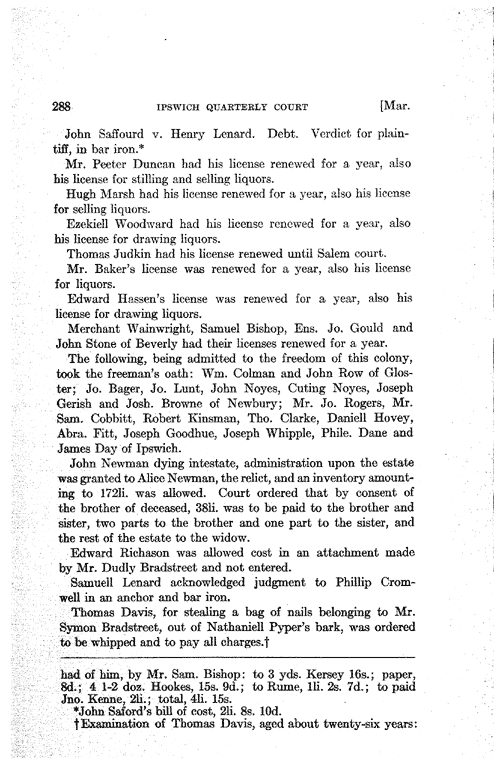 288 IPSWICH QUARTERLY COURT [Mar.
John Saffourd v. Henry Lenard. Debt. Verdict for plain-
tiff, in bar iron.*
Mr. Peeter Duncan had his license renewed for a year, also
his license for stilling and selling liquors.
Hugh Marsh had his license renewed for a year, also his license
for selling liquors.
Ezekiell Woodward had his license renewed for a year, also
his license for drawing liquors.
Thomas Judkin had his license renewed until Salem court.
Mr. Baker's license was renewed for a year, also his license
for liquors.
Edward Hassen's license was renewed for a year, also his
license for drawing liquors.
Merchant Wainwright, Samuel Bishop, Ens. Jo. Gould and
John Stone of Beverly had their licenses renewed for a year.
The following, being admitted to the freedom of this colony,
took the freeman's oath: Wm. Colman and John Row of Glos-
ter; Jo. Bager, Jo. Lunt, John Noyes, Cuting Noyes, Joseph
Gerish and Josh. Browne of Newbury; Mr. Jo. Rogers, Mr.
Sam. Cobbitt, Robert Kinsman, Tho. Clarke, Daniell Hovey,
Abra. Fitt, Joseph Goodhue, Joseph Whipple, Phile. Dane and
James Day of Ipswich.
John Newman dying intestate, administration upon the estate
was granted to Alice Newman, the relict, and an inventory amount-
ing to 172li. was allowed. Court ordered that by consent of
the brother of deceased, 38li. was to be paid to the brother and
sister, two parts to the brother and one part to the sister, and
the rest of the estate to the widow.
Edward Richason was allowed cost in an attachment made
by Mr. Dudly Bradstreet and not entered.
Samuell Lenard acknowledged judgment to Phillip Crom-
well in an anchor and bar iron.
Thomas Davis, for stealing a bag of nails belonging to Mr.
Symon Bradstreet, out of Nathaniell Pyper's bark, was ordered
to be whipped and to pay all charges.†
had of him, by Mr. Sam. Bishop: to 3 yds. Kersey 16s.; paper,
8d.; 4 1-2 doz. Hookes, 15s. 9d.; to Rume, 1li. 2s. 7d.; to paid
Jno. Kenne, 2li.; total, 4li. 15s.
*John Saford's bill of cost, 2li. 8s. 10d.
†Examination of Thomas Davis, aged about twenty-six years: